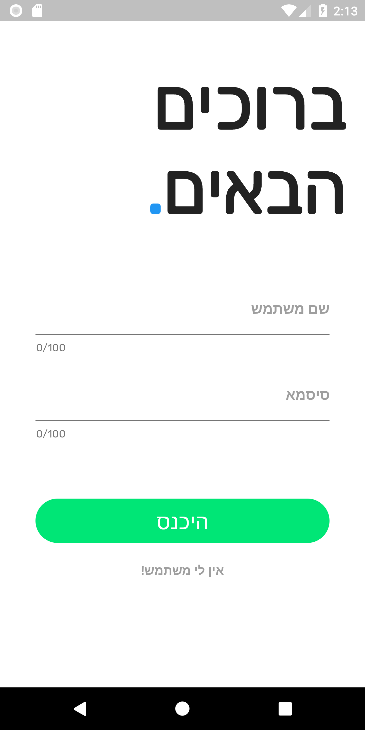 2:13
ברוכים
הבאים.
שם משתמש
0/100
סיסמא
0/100
היכנס
אין לי משתמש!